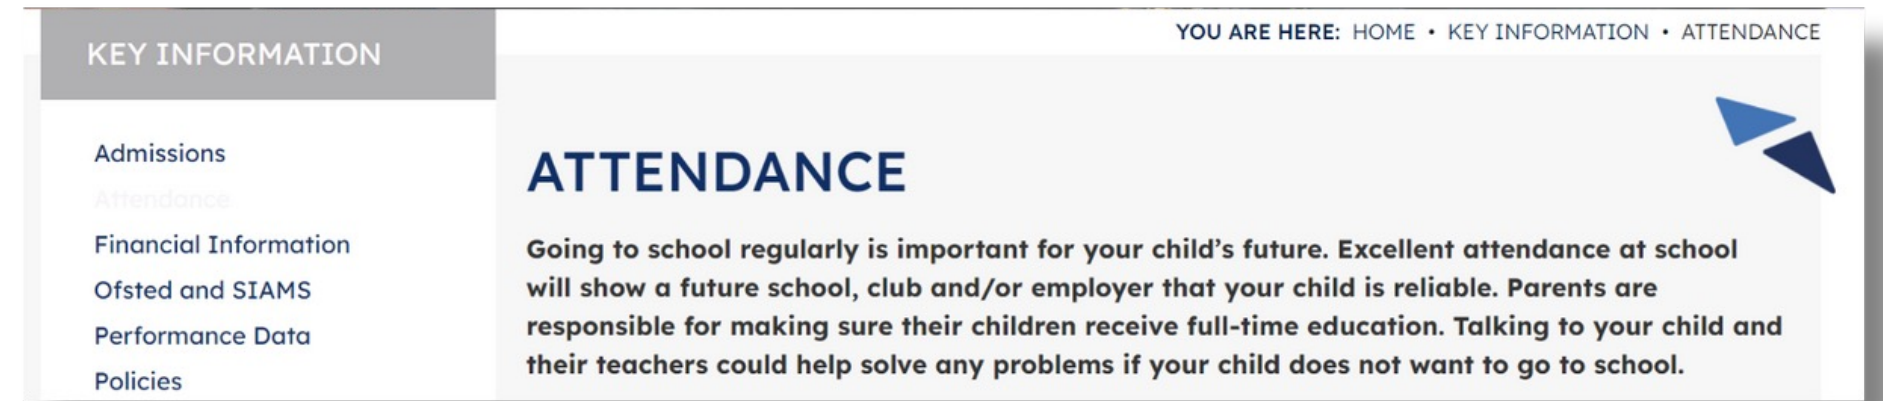 YOU ARE HERE: HOME • KEY INFORMATION • ATTENDANCE
KEY INFORMATION
Admissions
Attendance
Financial Information
Ofsted and SIAMS
Performance Data
Policies
ATTENDANCE
Going to school regularly is important for your child’s future. Excellent attendance at school
will show a future school, club and/or employer that your child is reliable. Parents are
responsible for making sure their children receive full-time education. Talking to your child and
their teachers could help solve any problems if your child does not want to go to school.